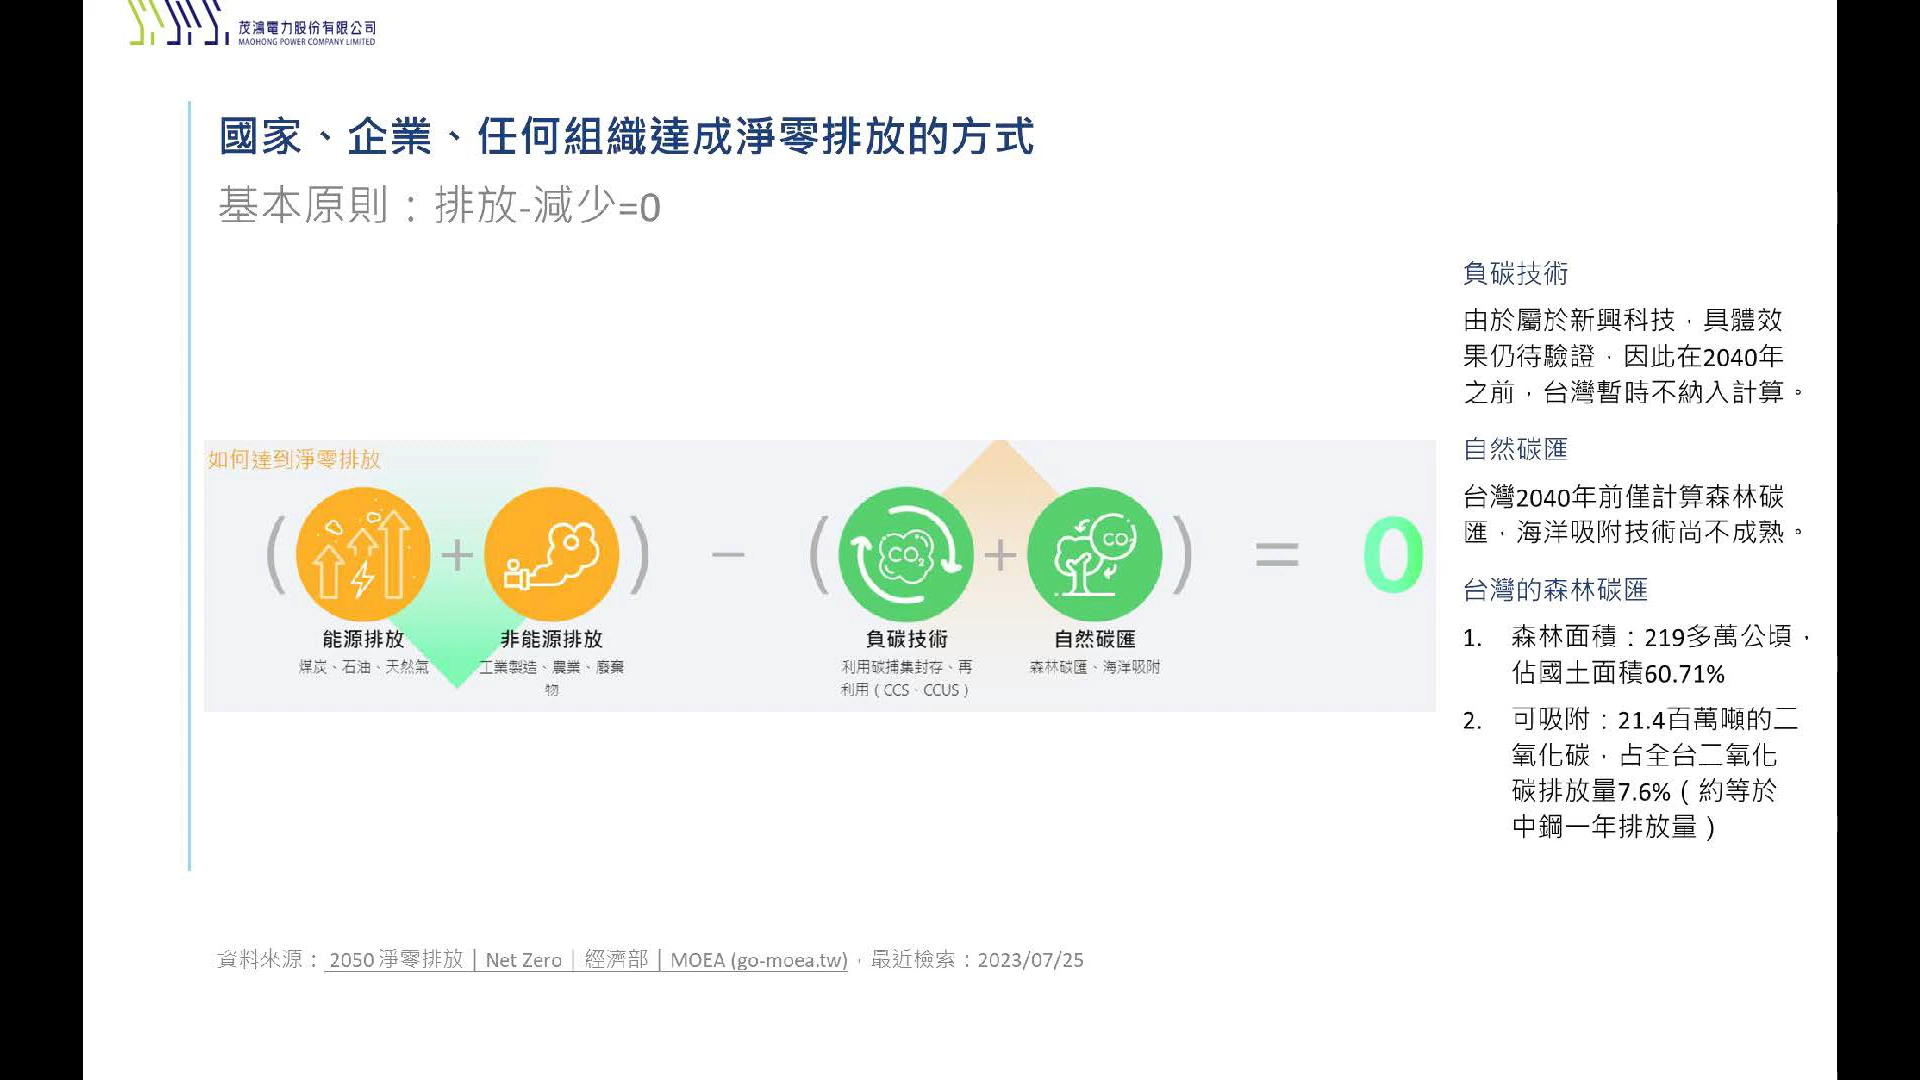 茂鴻電力股份有限公司
MAOHONG POWER COMPANY LIMITED
國家、企業、任何組織達成淨零排放的方式
基本原則：排放-減少=0
如何達到淨零排放
( + ) − ( + ) = 0
CO2
CO2
能源排放
煤炭、石油、天然氣
非能源排放
工業製造、農業、廢棄
物
負碳技術
利用碳捕集封存、再
利用（CCS、CCUS）
自然碳匯
森林碳匯、海洋吸附
負碳技術
由於屬於新興科技，具體效
果仍待驗證，因此在2040年
之前，台灣暫時不納入計算。
自然碳匯
台灣2040年前僅計算森林碳
匯，海洋吸附技術尚不成熟。
台灣的森林碳匯
1. 森林面積：219多萬公頃，
佔國土面積60.71%
2. 可吸附：21.4百萬噸的二
氧化碳，占全台二氧化
碳排放量7.6%（約等於
中鋼一年排放量）
資料來源： 2050 淨零排放│Net Zero│經濟部│MOEA (go-moea.tw)，最近檢索：2023/07/25